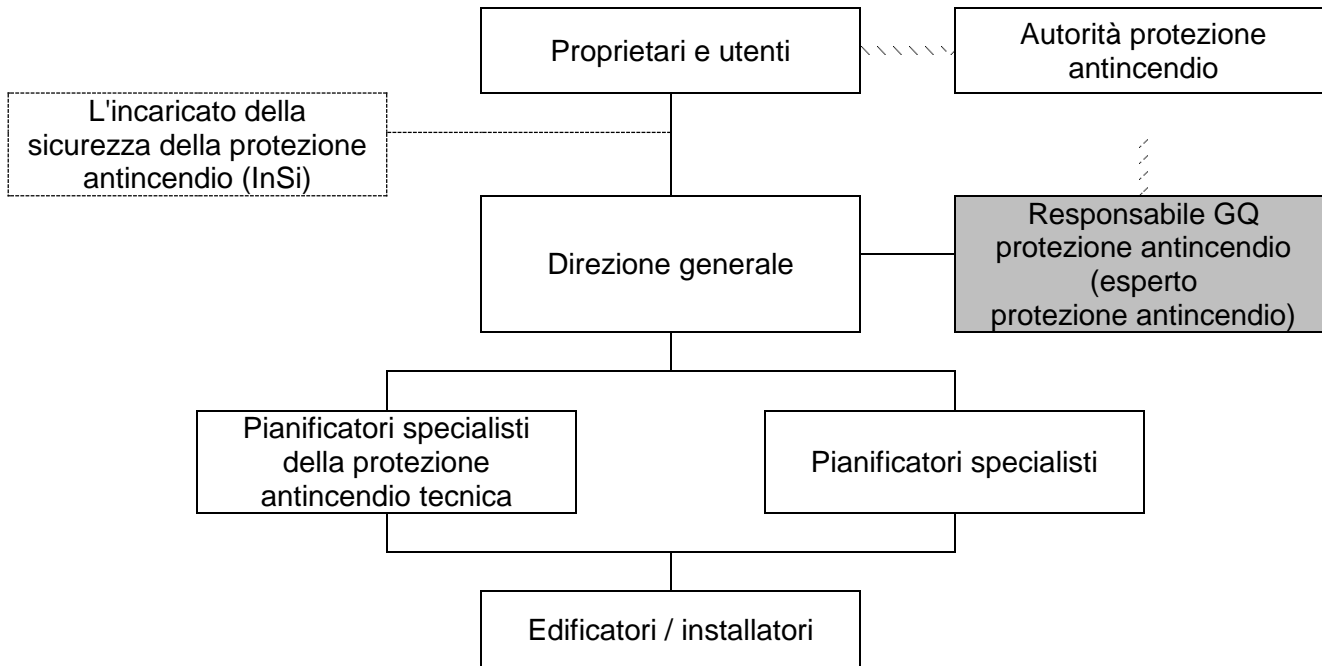 Proprietari e utenti
Autorità protezione
antincendio
L'incaricato della
sicurezza della protezione
antincendio (InSi)
Direzione generale
Responsabile GQ
protezione antincendio
(esperto
protezione antincendio)
Pianificatori specialisti
della protezione
antincendio tecnica
Pianificatori specialisti
Edificatori / installatori